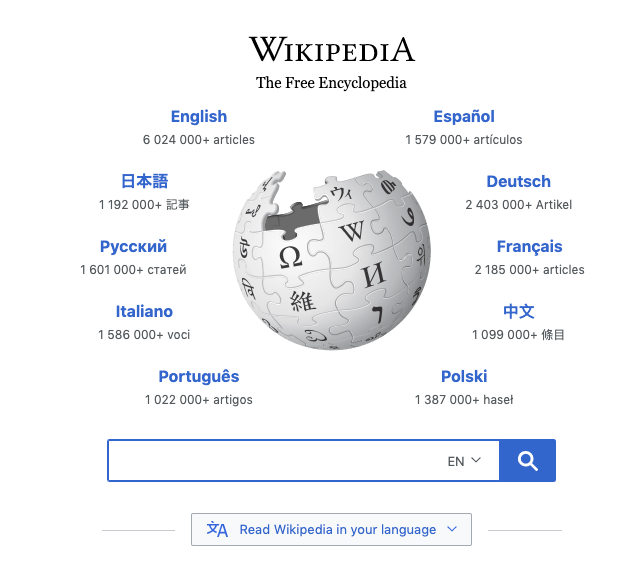 WIKIPEDIA
The Free Encyclopedia
English
6 024 000+ articles
Español
1 579 000+ artículos
日本語
1 192 000+ 記事
Deutsch
2 403 000+ Artikel
Русский
1 601 000+ статей
Français
2 185 000+ articles
Italiano
1 586 000+ voci
中文
1 099 000+ 條目
Português
1 022 000+ artigos
Polski
1 387 000+ haseł
ウィ
W
Ω
И
維
EN
Read Wikipedia in your language